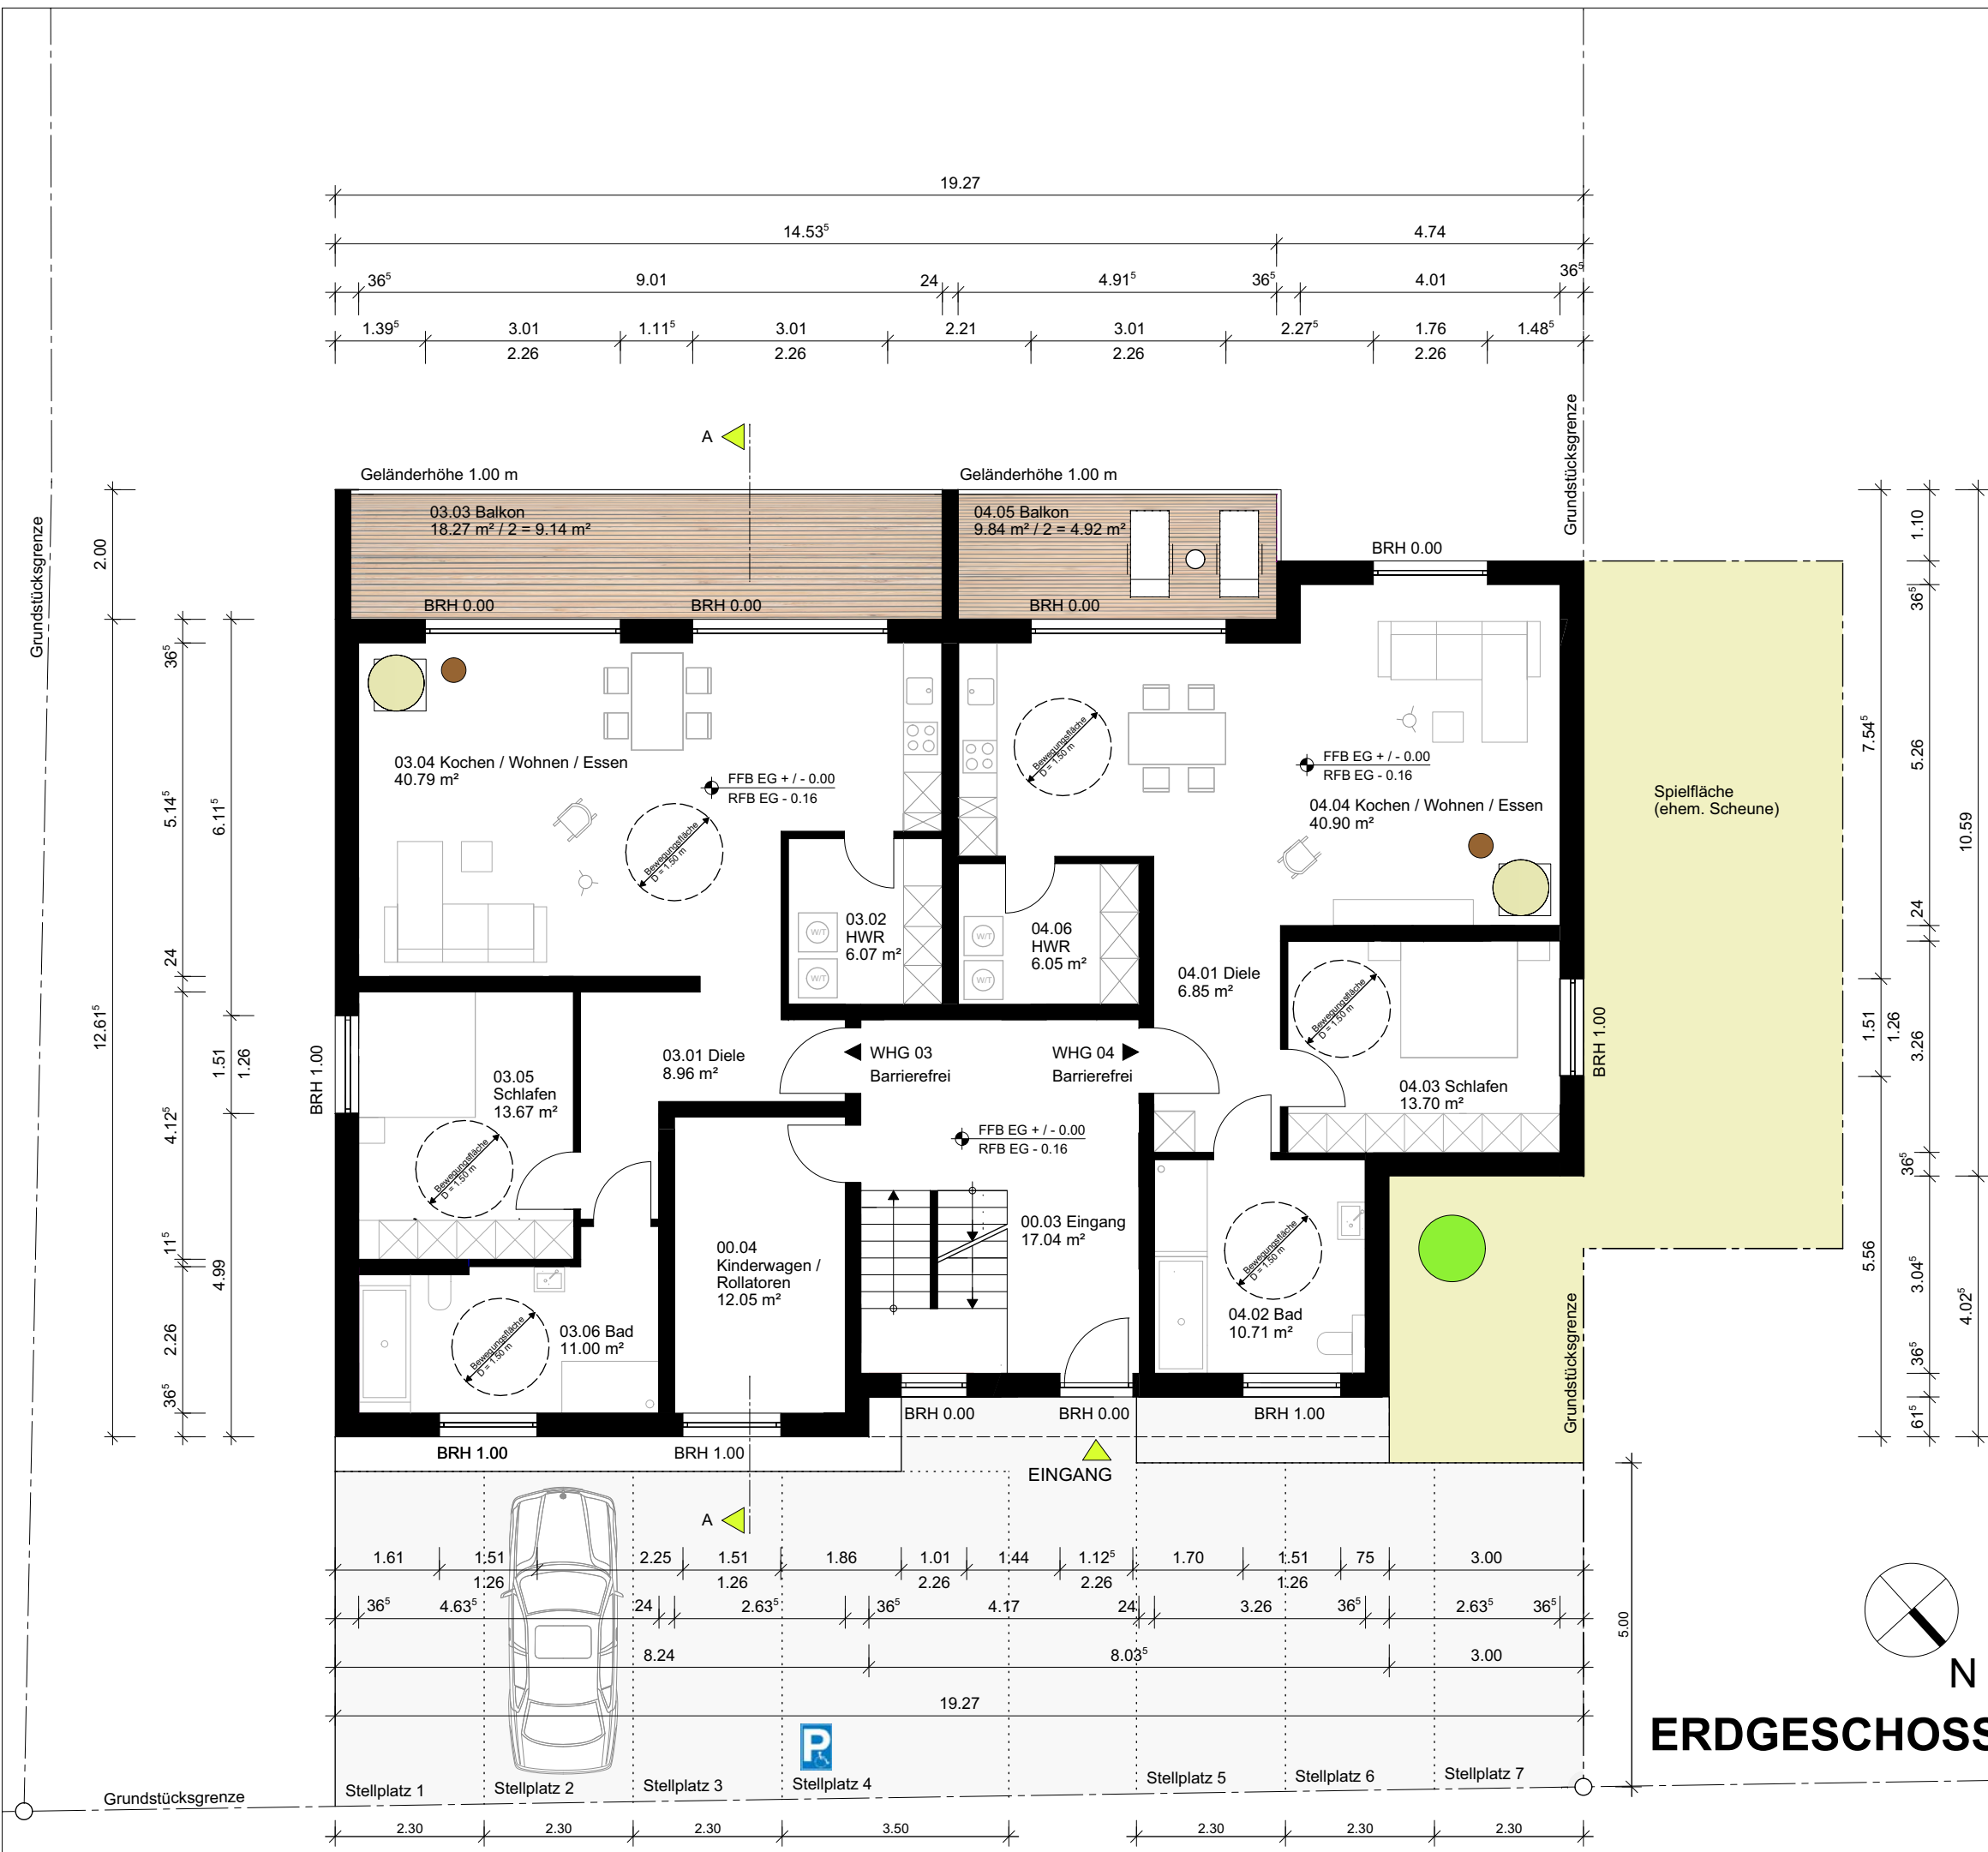 19.27
14.53⁵ 4.74
36⁵ 9.01 24 4.91⁵ 36⁵ 4.01 36⁵
1.39⁵ 3.01 1.11⁵ 3.01 2.21 3.01 2.27⁵ 1.76 1.48⁵
2.26 2.26 2.26 2.26
Grundstücksgrenze
Grundstücksgrenze
A
Geländerhöhe 1.00 m
Geländerhöhe 1.00 m
03.03 Balkon
18.27 m² / 2 = 9.14 m²
04.05 Balkon
9.84 m² / 2 = 4.92 m²
BRH 0.00
BRH 0.00
BRH 0.00
BRH 0.00
2.00
12.61⁵
36⁵
5.14⁵
24
4.12⁵
11⁵
2.26
36⁵
6.11⁵
1.51
1.26
4.99
03.04 Kochen / Wohnen / Essen
40.79 m²
FFB EG + / - 0.00
RFB EG - 0.16
Bewegungsfläche
D = 1.50 m
Bewegungsfläche
D = 1.50 m
FFB EG + / - 0.00
RFB EG - 0.16
04.04 Kochen / Wohnen / Essen
40.90 m²
Spielfläche
(ehem. Scheune)
W/T
W/T
03.02
HWR
6.07 m²
W/T
W/T
04.06
HWR
6.05 m²
04.01 Diele
6.85 m²
Bewegungsfläche
D = 1.50 m
04.03 Schlafen
13.70 m²
BRH 1.00
BRH 1.00
03.05
Schlafen
13.67 m²
Bewegungsfläche
D = 1.50 m
03.01 Diele
8.96 m²
WHG 03
Barrierefrei
WHG 04
Barrierefrei
FFB EG + / - 0.00
RFB EG - 0.16
00.03 Eingang
17.04 m²
00.04
Kinderwagen /
Rollatoren
12.05 m²
03.06 Bad
11.00 m²
Bewegungsfläche
D = 1.50 m
Bewegungsfläche
D = 1.50 m
04.02 Bad
10.71 m²
1.10
36⁵
5.26
24
3.26
36⁵
3.04⁵
36⁵
61⁵
7.54⁵
1.51
1.26
5.56
10.59
4.02⁵
Grundstücksgrenze
BRH 1.00
BRH 1.00
BRH 0.00
BRH 0.00
BRH 1.00
EINGANG
A
1.61 1.51 2.25 1.51 1.86 1.01 1.44 1.12⁵ 1.70 1.51 75 3.00
1.26 1.26 2.26 2.26 1.26
36⁵ 4.63⁵ 24 2.63⁵ 36⁵ 4.17 24 3.26 36⁵ 2.63⁵ 36⁵
8.24 8.03⁵ 3.00
19.27
5.00
N
ERDGESCHOSS
P
Stellplatz 1
Stellplatz 2
Stellplatz 3
Stellplatz 4
Stellplatz 5
Stellplatz 6
Stellplatz 7
Grundstücksgrenze
2.30 2.30 2.30 3.50 2.30 2.30 2.30